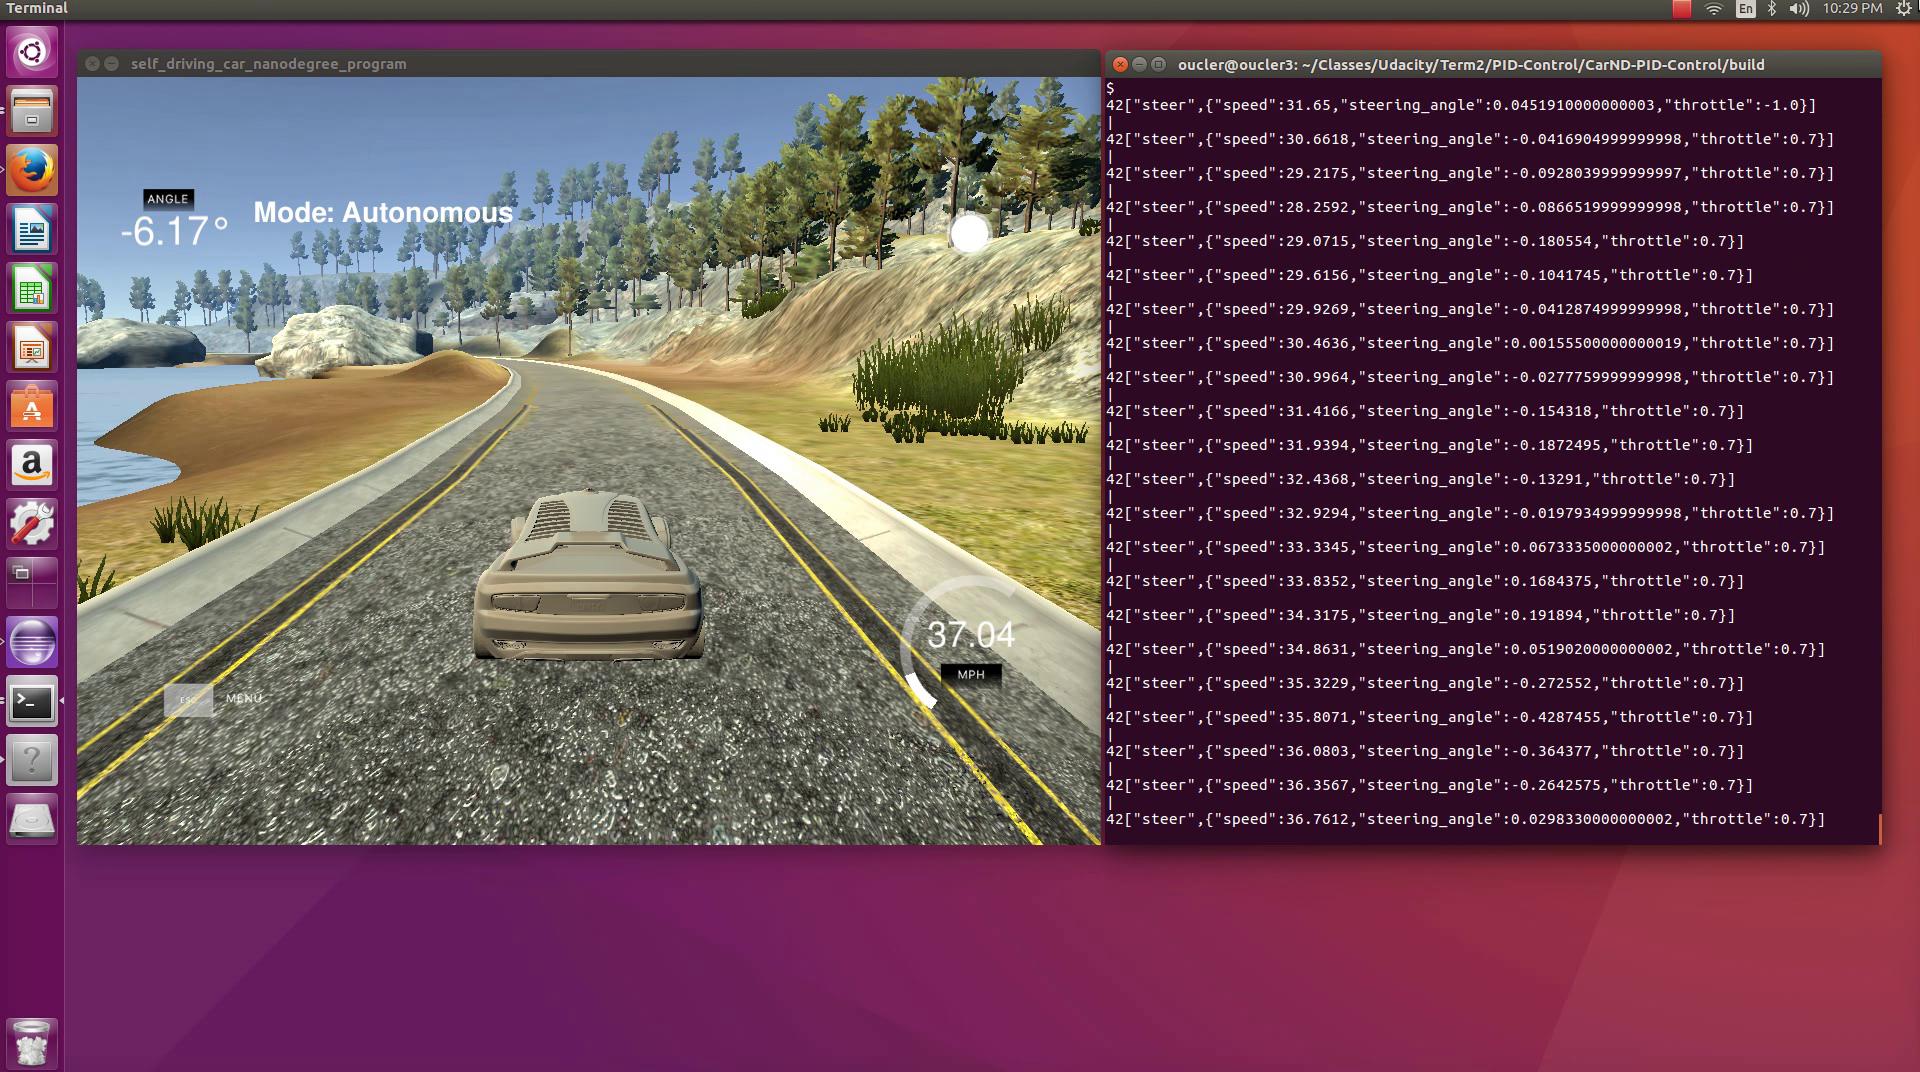 Terminal
En
10:29 PM
self_driving_car_nanodegree_program
ANGLE
-6.17°
Mode: Autonomous
37.04
MPH
ESC
MENU
oucler@oucler3: ~/Classes/Udacity/Term2/PID-Control/CarND-PID-Control/build
$
42["steer",{"speed":31.65,"steering_angle":0.0451910000000003,"throttle":-1.0}]
|
42["steer",{"speed":30.6618,"steering_angle":-0.0416904999999998,"throttle":0.7}]
|
42["steer",{"speed":29.2175,"steering_angle":-0.0928039999999997,"throttle":0.7}]
|
42["steer",{"speed":28.2592,"steering_angle":-0.0866519999999998,"throttle":0.7}]
|
42["steer",{"speed":29.0715,"steering_angle":-0.180554,"throttle":0.7}]
|
42["steer",{"speed":29.6156,"steering_angle":-0.1041745,"throttle":0.7}]
|
42["steer",{"speed":29.9269,"steering_angle":-0.0412874999999998,"throttle":0.7}]
|
42["steer",{"speed":30.4636,"steering_angle":0.00155500000000019,"throttle":0.7}]
|
42["steer",{"speed":30.9964,"steering_angle":-0.0277759999999998,"throttle":0.7}]
|
42["steer",{"speed":31.4166,"steering_angle":-0.154318,"throttle":0.7}]
|
42["steer",{"speed":31.9394,"steering_angle":-0.1872495,"throttle":0.7}]
|
42["steer",{"speed":32.4368,"steering_angle":-0.13291,"throttle":0.7}]
|
42["steer",{"speed":32.9294,"steering_angle":-0.0197934999999998,"throttle":0.7}]
|
42["steer",{"speed":33.3345,"steering_angle":0.0673335000000002,"throttle":0.7}]
|
42["steer",{"speed":33.8352,"steering_angle":0.1684375,"throttle":0.7}]
|
42["steer",{"speed":34.3175,"steering_angle":0.191894,"throttle":0.7}]
|
42["steer",{"speed":34.8631,"steering_angle":0.0519020000000002,"throttle":0.7}]
|
42["steer",{"speed":35.3229,"steering_angle":-0.272552,"throttle":0.7}]
|
42["steer",{"speed":35.8071,"steering_angle":-0.4287455,"throttle":0.7}]
|
42["steer",{"speed":36.0803,"steering_angle":-0.364377,"throttle":0.7}]
|
42["steer",{"speed":36.3567,"steering_angle":-0.2642575,"throttle":0.7}]
|
42["steer",{"speed":36.7612,"steering_angle":0.0298330000000002,"throttle":0.7}]